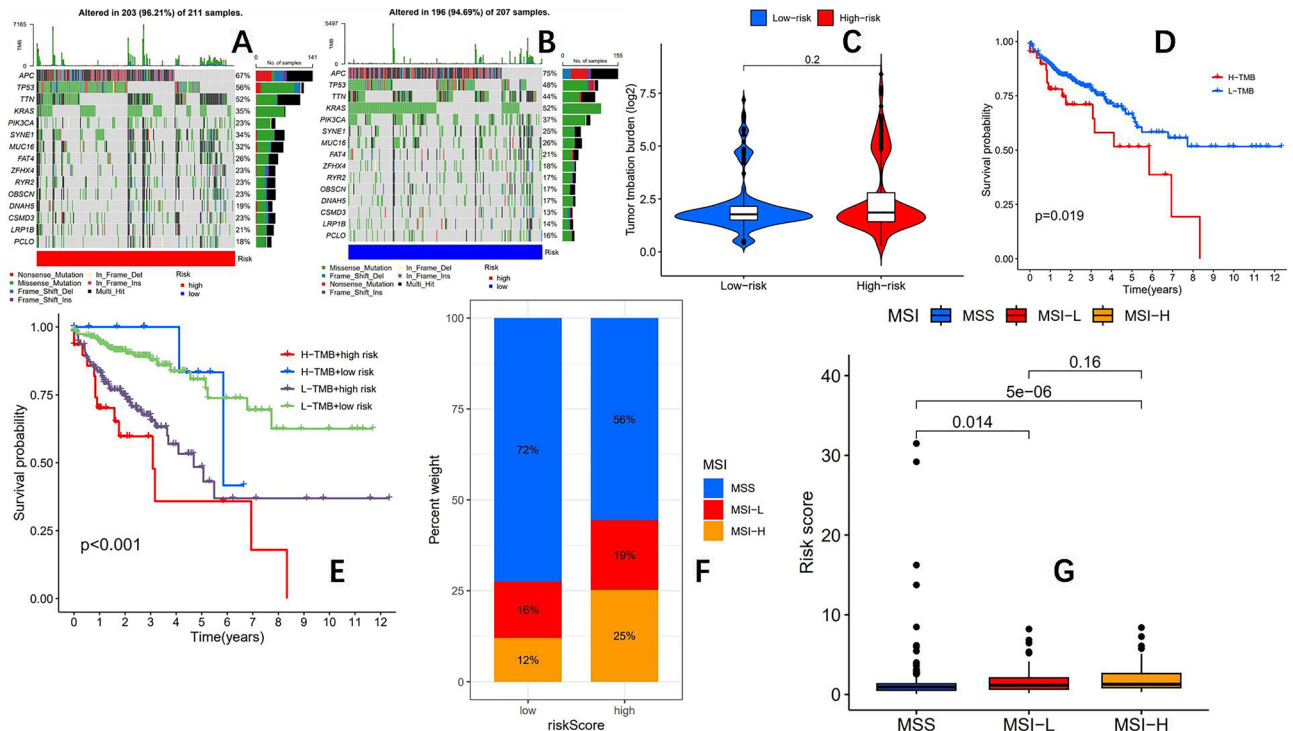 Altered in 203 (96.21%) of 211 samples.
7165
TMB
0
A
No. of samples
0 141
APC 67%
TP53 56%
TTN 52%
KRAS 35%
PIK3CA 23%
SYNE1 34%
MUC16 32%
FAT4 26%
ZFHX4 23%
RYR2 23%
OBSCN 23%
DNAH5 19%
CSMD3 23%
LRP1B 21%
PCLO 18%
Risk
Nonsense_Mutation
Missense_Mutation
Frame_Shift_Del
Frame_Shift_Ins
In_Frame_Del
In_Frame_Ins
Multi_Hit
Risk
high
low
Altered in 196 (94.69%) of 207 samples.
5497
TMB
0
B
No. of samples
0 155
APC 75%
TP53 48%
TTN 44%
KRAS 52%
PIK3CA 37%
SYNE1 25%
MUC16 26%
FAT4 21%
ZFHX4 18%
RYR2 17%
OBSCN 17%
DNAH5 17%
CSMD3 13%
LRP1B 14%
PCLO 16%
Risk
Missense_Mutation
Frame_Shift_Del
Nonsense_Mutation
Frame_Shift_Ins
In_Frame_Del
In_Frame_Ins
Multi_Hit
Risk
high
low
Low-risk High-risk
C
0.2
Tumor tmbation burden (log2)
7.5
5.0
2.5
0.0
Low-risk High-risk
D
H-TMB
L-TMB
Survival probability
1.00
0.75
0.50
0.25
0.00
p=0.019
0 1 2 3 4 5 6 7 8 9 10 11 12
Time(years)
H-TMB+high risk
H-TMB+low risk
L-TMB+high risk
L-TMB+low risk
Survival probability
1.00
0.75
0.50
0.25
0.00
p<0.001
E
0 1 2 3 4 5 6 7 8 9 10 11 12
Time(years)
Percent weight
100
75
50
25
0
72%
16%
12%
56%
19%
25%
low high
riskScore
MSI
MSS
MSI-L
MSI-H
F
MSI MSS MSI-L MSI-H
0.16
5e-06
0.014
Risk score
40
30
20
10
0
G
MSS MSI-L MSI-H